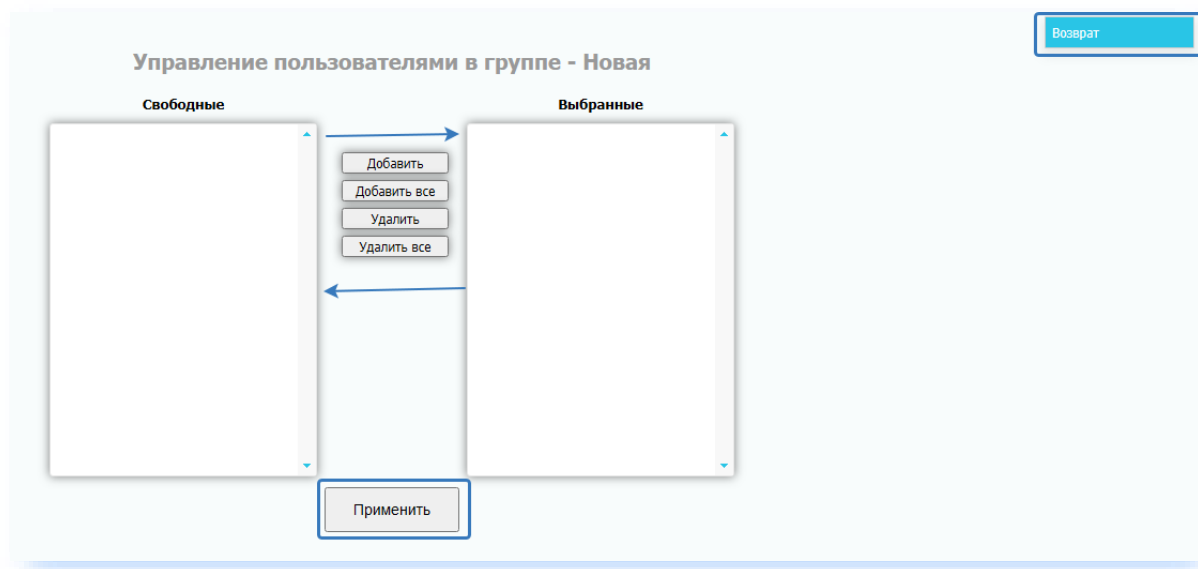 Возврат
Управление пользователями в группе - Новая
Свободные
Выбранные
Добавить
Добавить все
Удалить
Удалить все
Применить